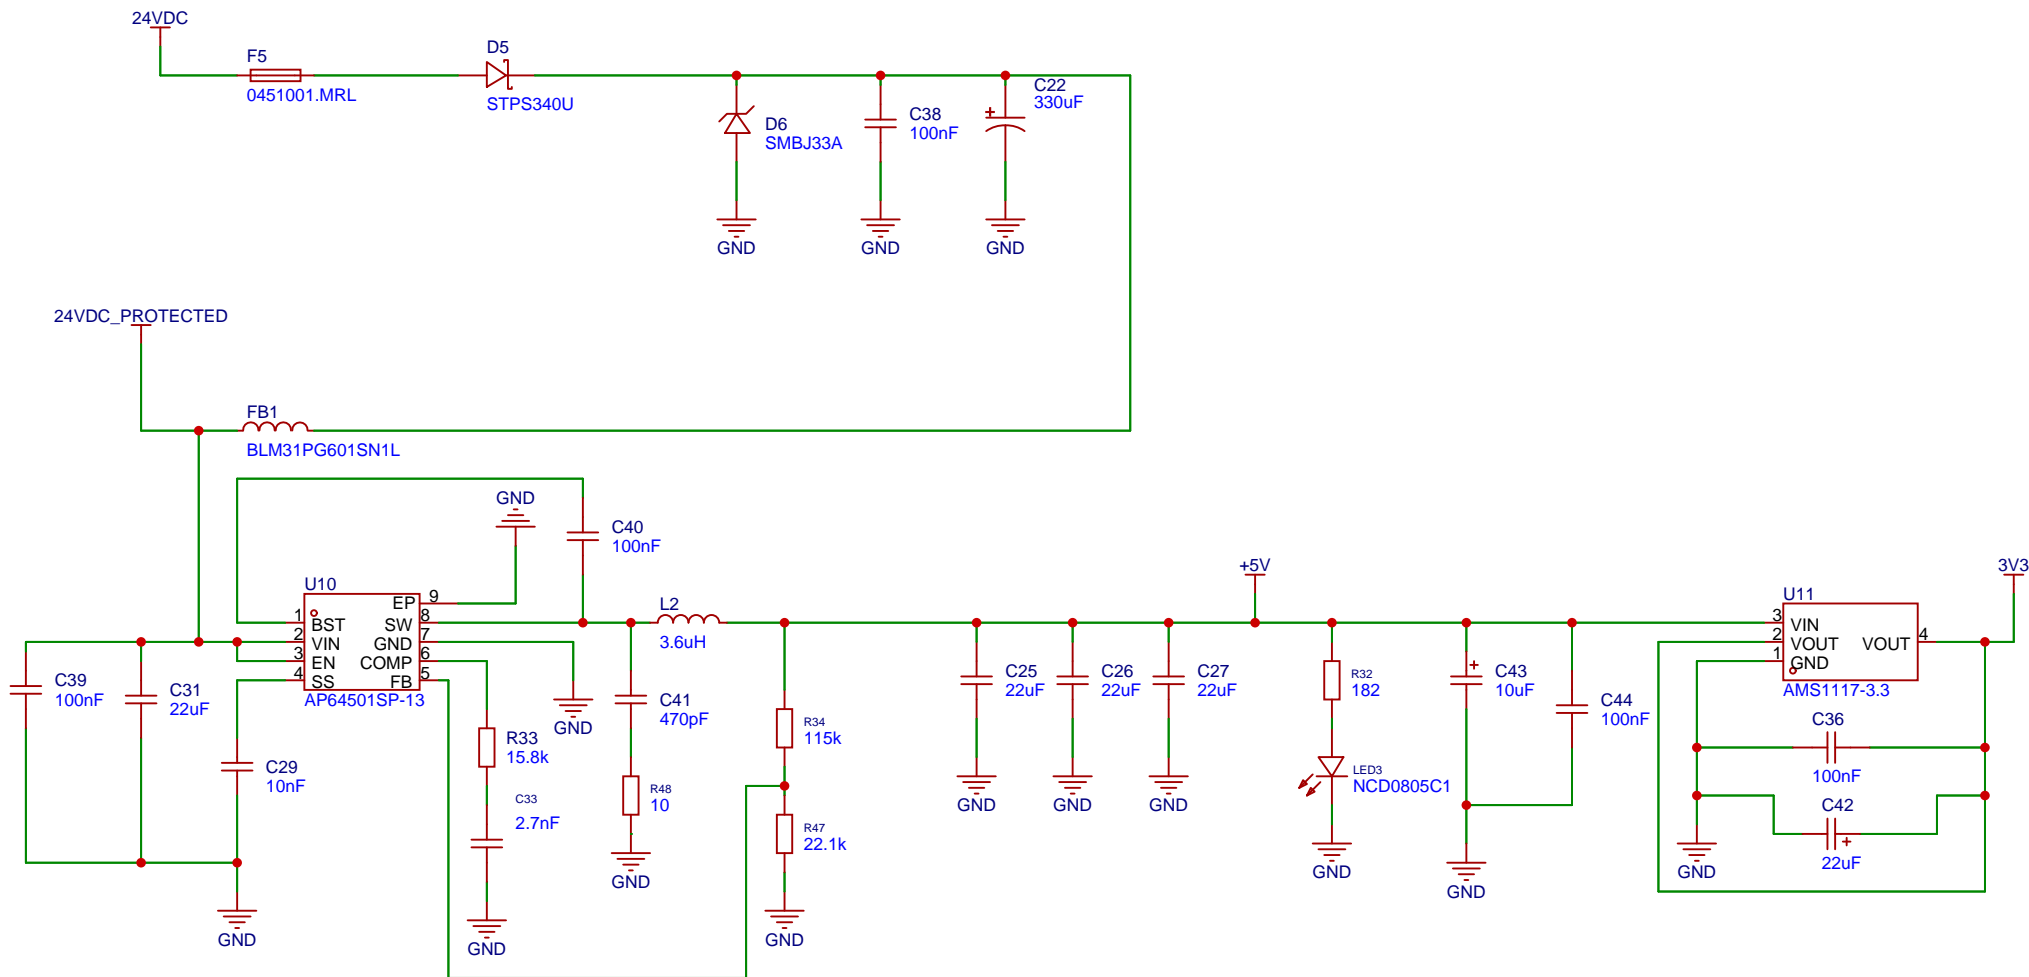 24VDC
F5
0451001.MRL
D5
STPS340U
D6
SMBJ33A
C38
100nF
C22
330uF
GND
GND
GND
24VDC_PROTECTED
FB1
BLM31PG601SN1L
GND
C40
100nF
U10
EP 9
1 BST
SW 8
2 VIN
GND 7
3 EN
COMP 6
4 SS
FB 5
AP64501SP-13
C39
100nF
C31
22uF
C29
10nF
GND
R33
15.8k
C33
2.7nF
GND
GND
L2
3.6uH
C41
470pF
R48
10
GND
R34
115k
R47
22.1k
GND
C25
22uF
GND
C26
22uF
GND
C27
22uF
GND
+5V
R32
182
LED3
NCD0805C1
GND
C43
10uF
GND
C44
100nF
3V3
U11
3 VIN
2 VOUT
VOUT 4
1 GND
AMS1117-3.3
C36
100nF
C42
22uF
GND